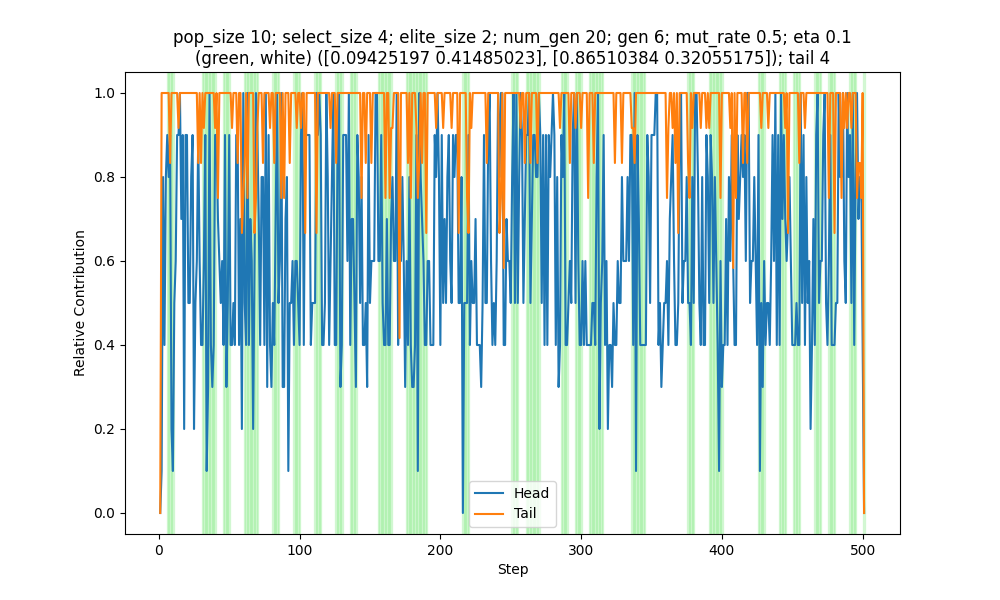 pop_size 10; select_size 4; elite_size 2; num_gen 20; gen 6; mut_rate 0.5; eta 0.1
(green, white) ([0.09425197 0.41485023], [0.86510384 0.32055175]); tail 4
Relative Contribution
1.0
0.8
0.6
0.4
0.2
0.0
Head
Tail
0
100
200
300
400
500
Step